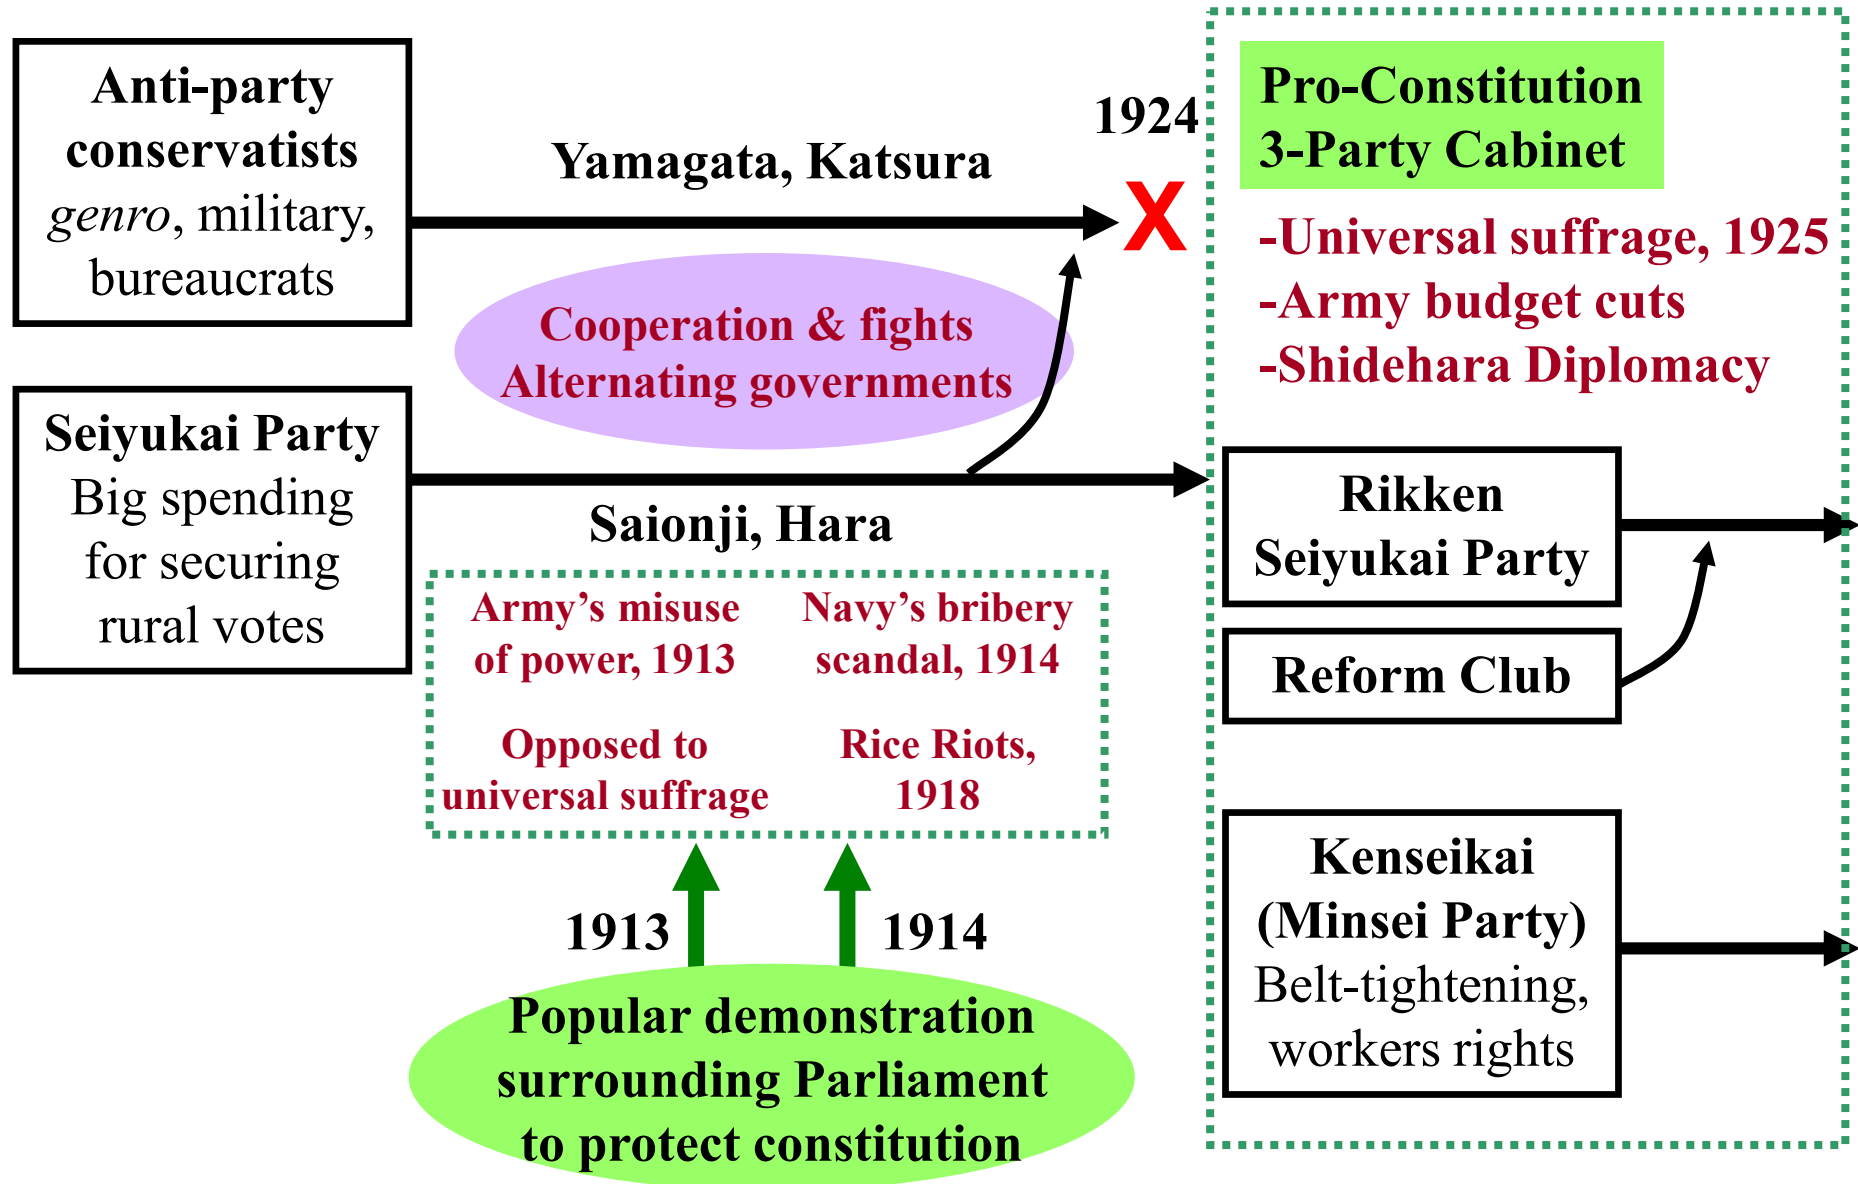 Anti-party
conservatists
genro, military,
bureaucrats
Yamagata, Katsura
1924
X
Cooperation & fights
Alternating governments
Seiyukai Party
Big spending
for securing
rural votes
Saionji, Hara
Army’s misuse
of power, 1913
Navy’s bribery
scandal, 1914
Opposed to
universal suffrage
Rice Riots,
1918
1913
1914
Popular demonstration
surrounding Parliament
to protect constitution
Pro-Constitution
3-Party Cabinet
-Universal suffrage, 1925
-Army budget cuts
-Shidehara Diplomacy
Rikken
Seiyukai Party
Reform Club
Kenseikai
(Minsei Party)
Belt-tightening,
workers rights